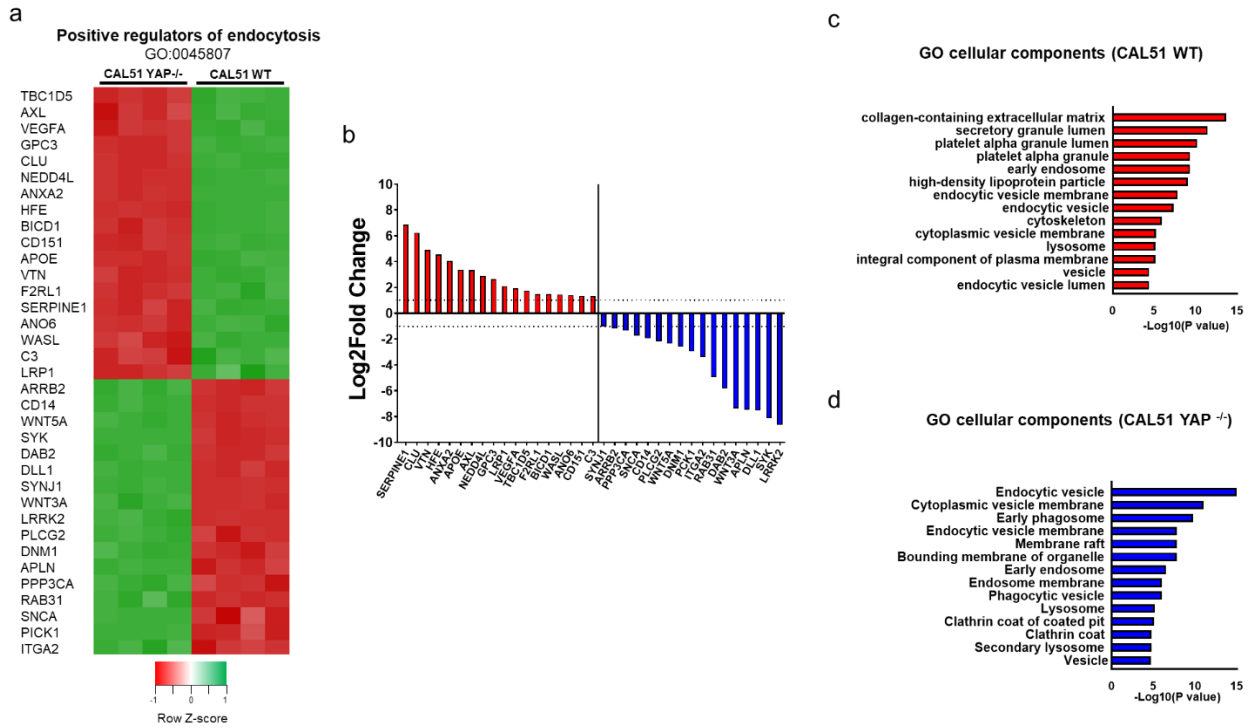 a
Positive regulators of endocytosis
GO:0045807
CAL51 YAP-/- CAL51 WT
TBC1D5
AXL
VEGFA
GPC3
CLU
NEDD4L
ANXA2
HFE
BICD1
CD151
APOE
VTN
F2RL1
SERPINE1
ANO6
WASL
C3
LRP1
ARRB2
CD14
WNT5A
SYK
DAB2
DLL1
SYNJ1
WNT3A
LRRK2
PLCG2
DNM1
APLN
PPP3CA
RAB31
SNCA
PICK1
ITGA2
-1 0 1
Row Z-score
b
Log2Fold Change
10
8
6
4
2
0
-2
-4
-6
-8
-10
SERPINE1
CLU
VTN
HFE
ANXA2
APOE
AXL
NEDD4L
GPC3
LRP1
VEGFA
TBC1D5
F2RL1
BICD1
WASL
ANO6
CD151
C3
SYNJ1
ARRB2
PPP3CA
SNCA
CD14
PLCG2
WNT5A
DNM1
PICK1
ITGA2
RAB31
DAB2
WNT3A
APLN
DLL1
SYK
LRRK2
c
GO cellular components (CAL51 WT)
collagen-containing extracellular matrix
secretory granule lumen
platelet alpha granule lumen
platelet alpha granule
early endosome
high-density lipoprotein particle
endocytic vesicle membrane
endocytic vesicle
cytoskeleton
cytoplasmic vesicle membrane
lysosome
integral component of plasma membrane
vesicle
endocytic vesicle lumen
0 5 10 15
-Log10(P value)
d
GO cellular components (CAL51 YAP -/-)
Endocytic vesicle
Cytoplasmic vesicle membrane
Early phagosome
Endocytic vesicle membrane
Membrane raft
Bounding membrane of organelle
Early endosome
Endosome membrane
Phagocytic vesicle
Lysosome
Clathrin coat of coated pit
Clathrin coat
Secondary lysosome
Vesicle
0 5 10 15
-Log10(P value)